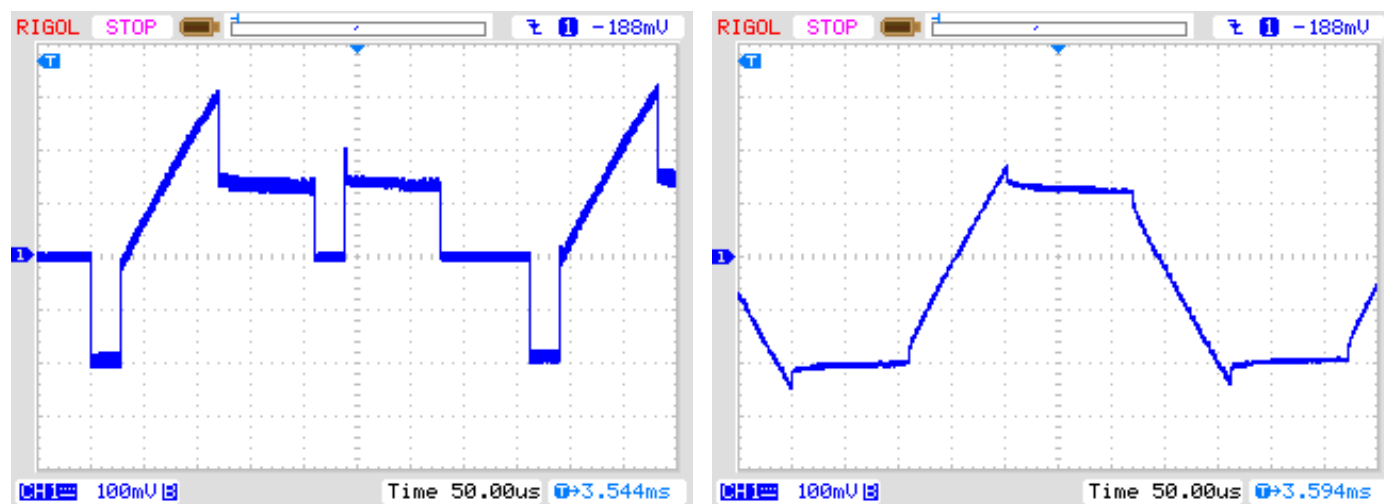 RIGOL STOP 1 -188mV
T
1
CH1 100mV B Time 50.00us T→3.544ms
RIGOL STOP 1 -188mV
T
1
CH1 100mV B Time 50.00us T→3.594ms